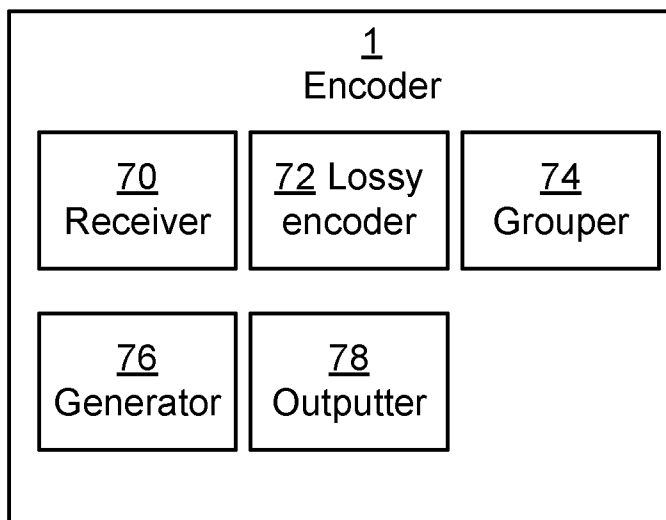 1
Encoder
70
Receiver
72 Lossy
encoder
74
Grouper
76
Generator
78
Outputter